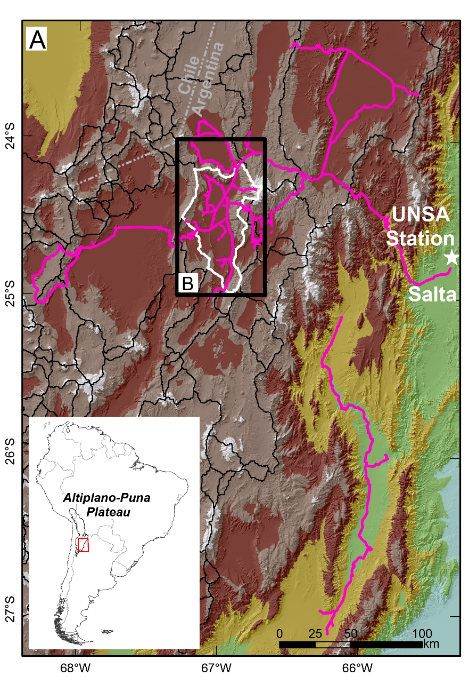 A
Chile
Argentina
24°S
UNSA
Station
B
Salta
25°S
26°S
Altiplano-Puna
Plateau
27°S
0 25 50 100
km
68°W 67°W 66°W